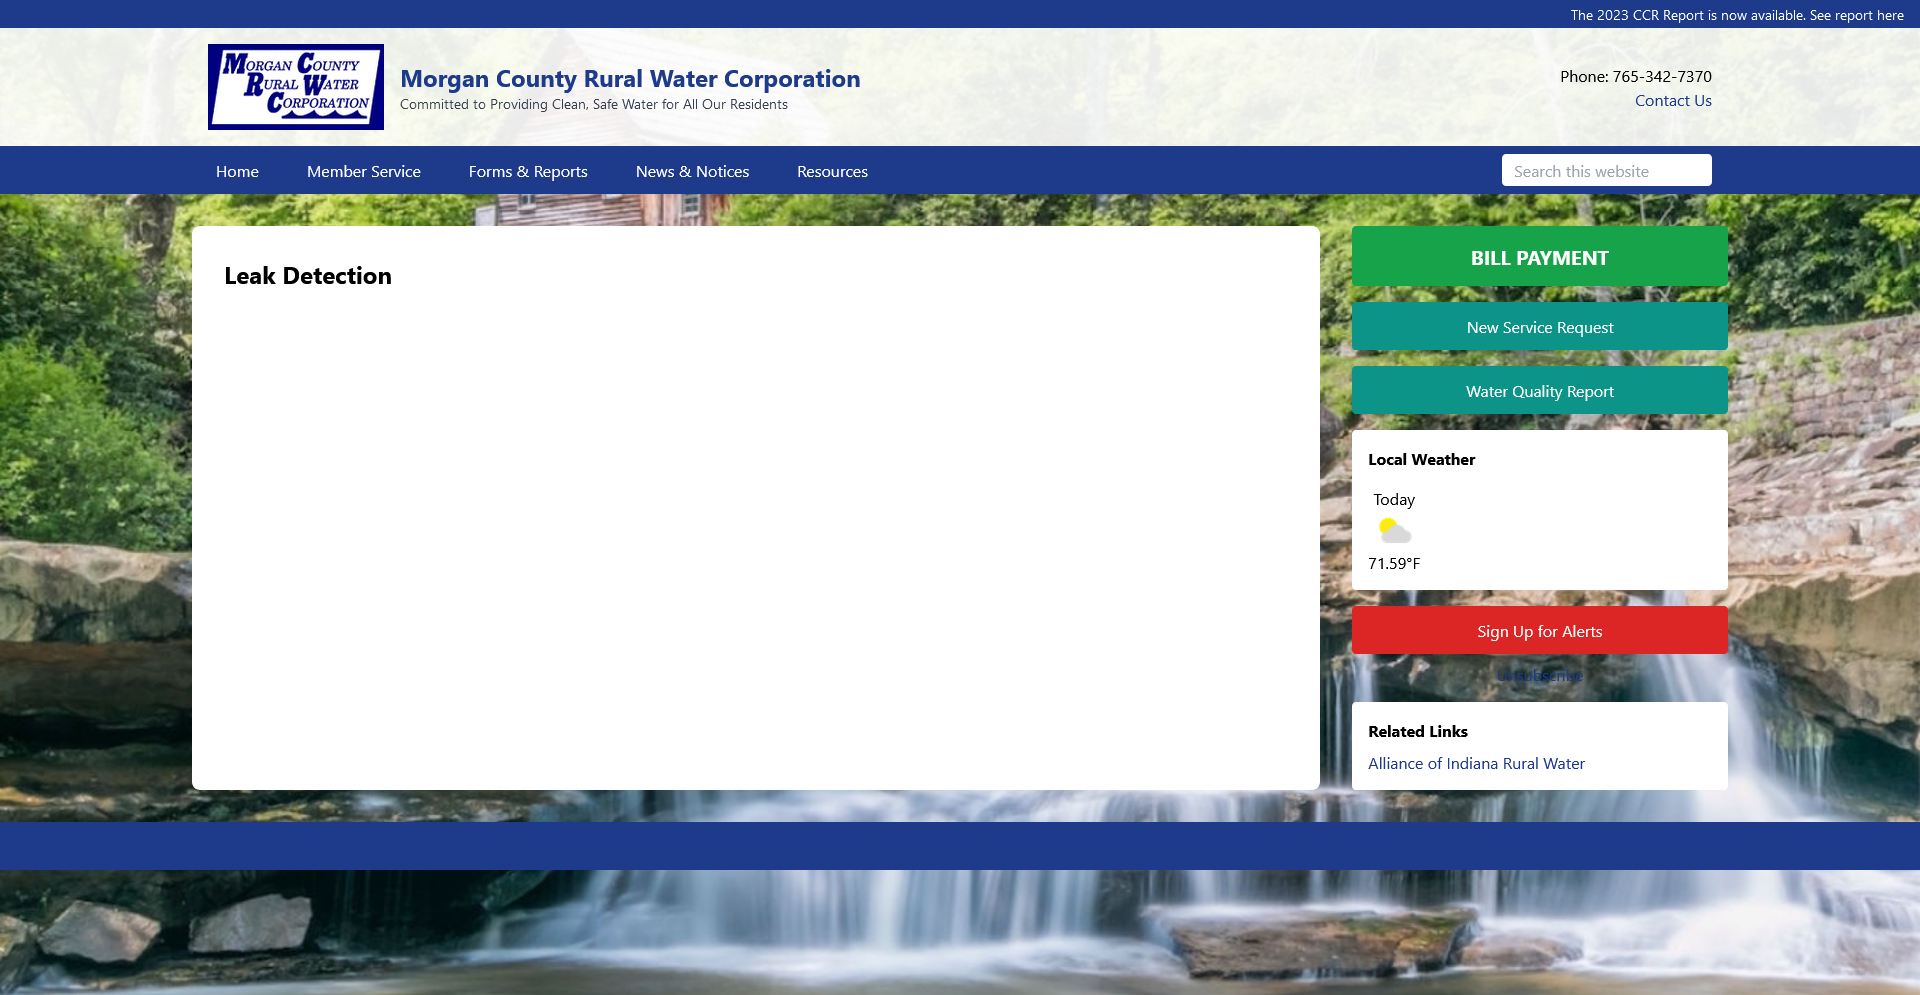 The 2023 CCR Report is now available. See report here
MORGAN COUNTY
RURAL WATER
CORPORATION
Morgan County Rural Water Corporation
Committed to Providing Clean, Safe Water for All Our Residents
Phone: 765-342-7370
Contact Us
Home
Member Service
Forms & Reports
News & Notices
Resources
Search this website
Leak Detection
BILL PAYMENT
New Service Request
Water Quality Report
Local Weather
Today
71.59°F
Sign Up for Alerts
Unsubscribe
Related Links
Alliance of Indiana Rural Water